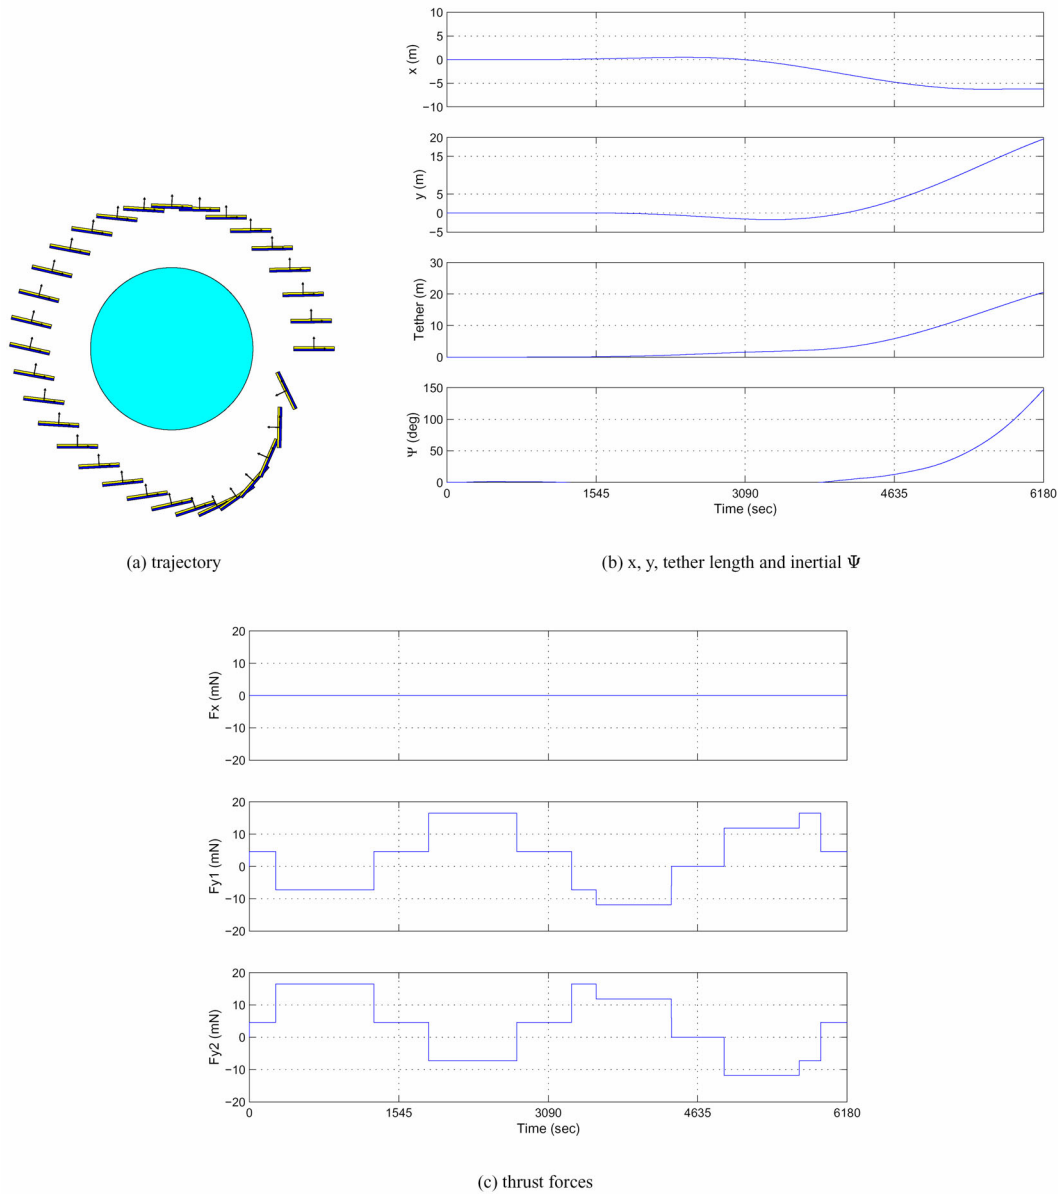 10
5
0
−5
−10
x (m)
20
15
5
0
−5
y (m)
30
20
10
0
Tether (m)
150
100
50
0
Ψ (deg)
0 1545 3090 4635 6180
Time (sec)
(a) trajectory
(b) x, y, tether length and inertial Ψ
20
10
0
−10
−20
Fx (mN)
20
10
0
−10
−20
Fy1 (mN)
20
10
0
−10
−20
Fy2 (mN)
0 1545 3090 4635 6180
Time (sec)
(c) thrust forces